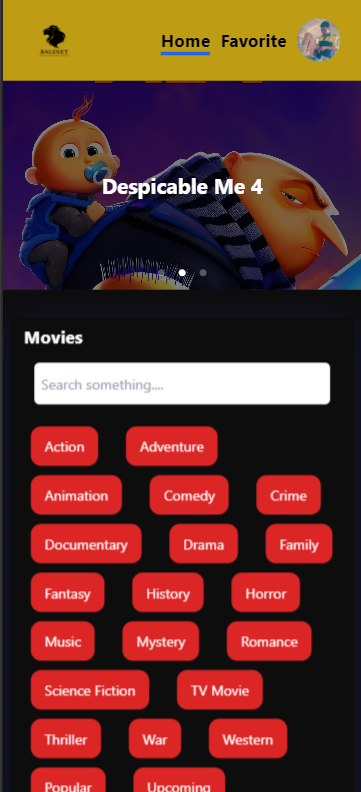 Home Favorite
Despicable Me 4
Movies
Search something....
Action Adventure
Animation Comedy Crime
Documentary Drama Family
Fantasy History Horror
Music Mystery Romance
Science Fiction TV Movie
Thriller War Western
Popular Upcoming